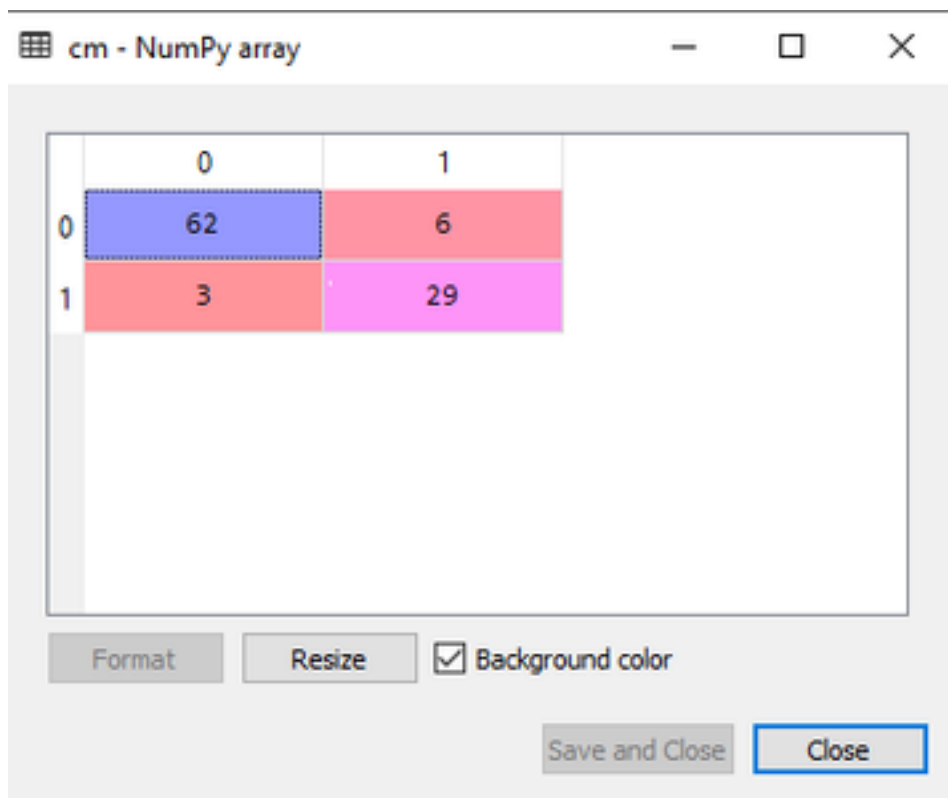 cm - NumPy array
0 1
0 62 6
1 3 29
Format Resize Background color
Save and Close Close